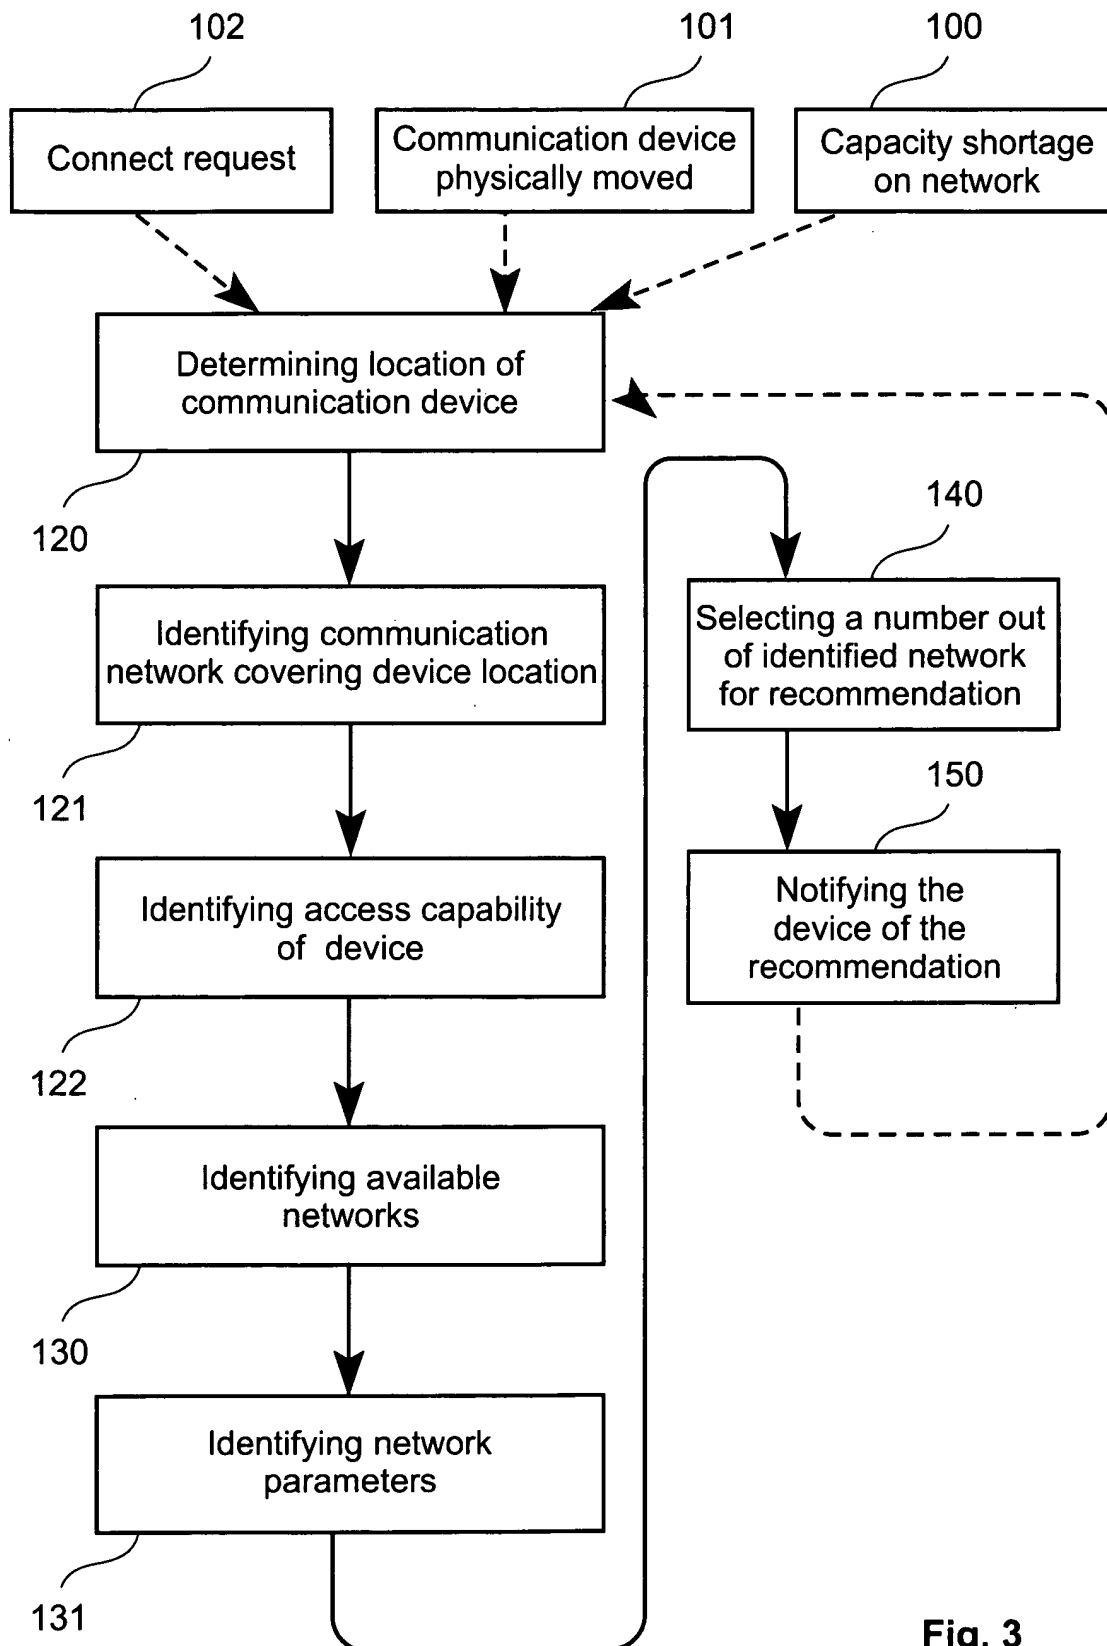 102
101
100
Connect request
Communication device
physically moved
Capacity shortage
on network
Determining location of
communication device
120
140
Identifying communication
network covering device location
Selecting a number out
of identified network
for recommendation
121
150
Identifying access capability
of device
Notifying the
device of the
recommendation
122
Identifying available
networks
130
Identifying network
parameters
131
Fig. 3